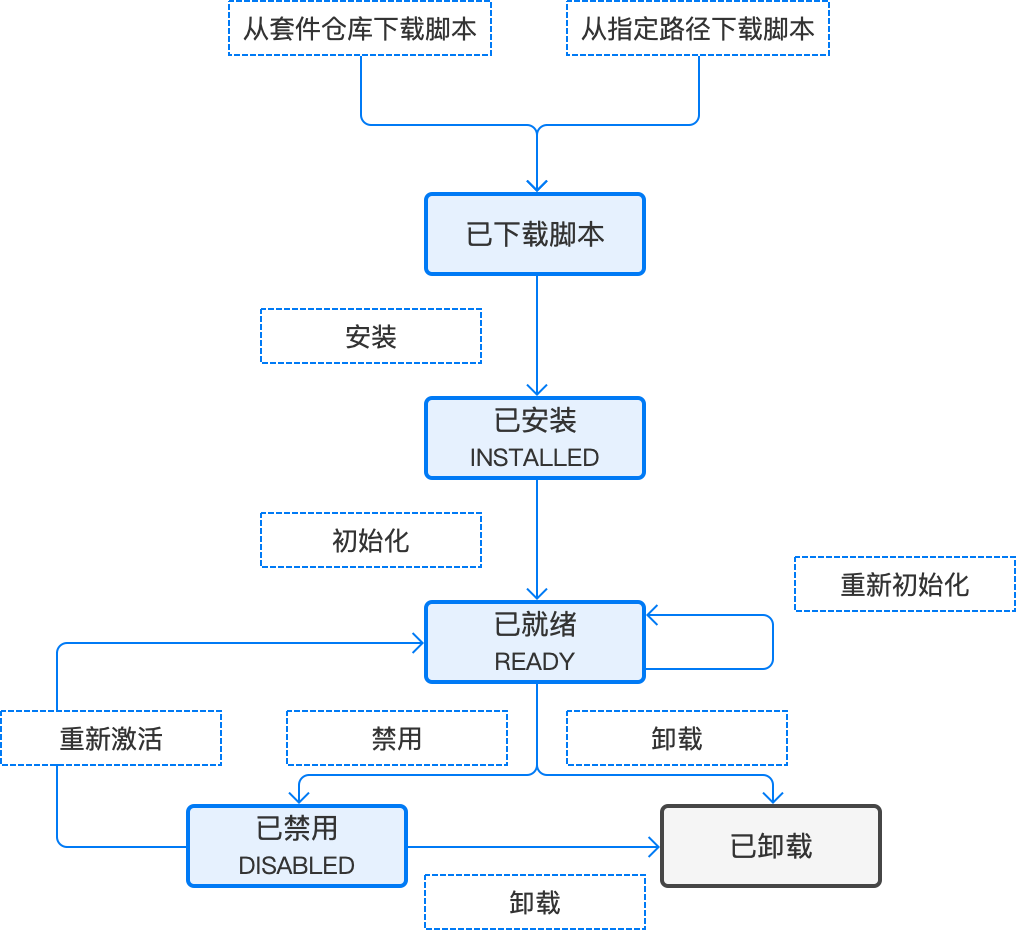 从套件仓库下载脚本
从指定路径下载脚本
已下载脚本
安装
已安装
INSTALLED
初始化
重新初始化
已就绪
READY
重新激活
禁用
卸载
已禁用
DISABLED
已卸载
卸载